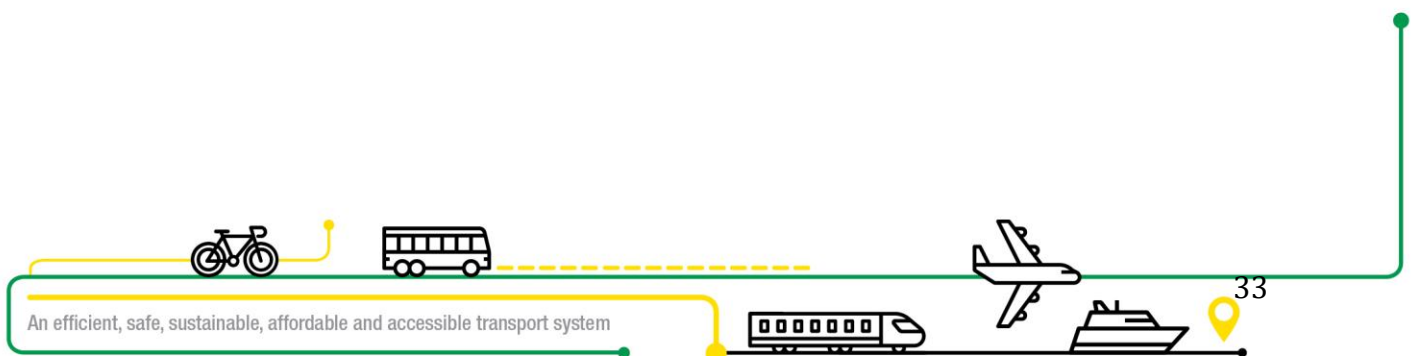 33
An efficient, safe, sustainable, affordable and accessible transport system